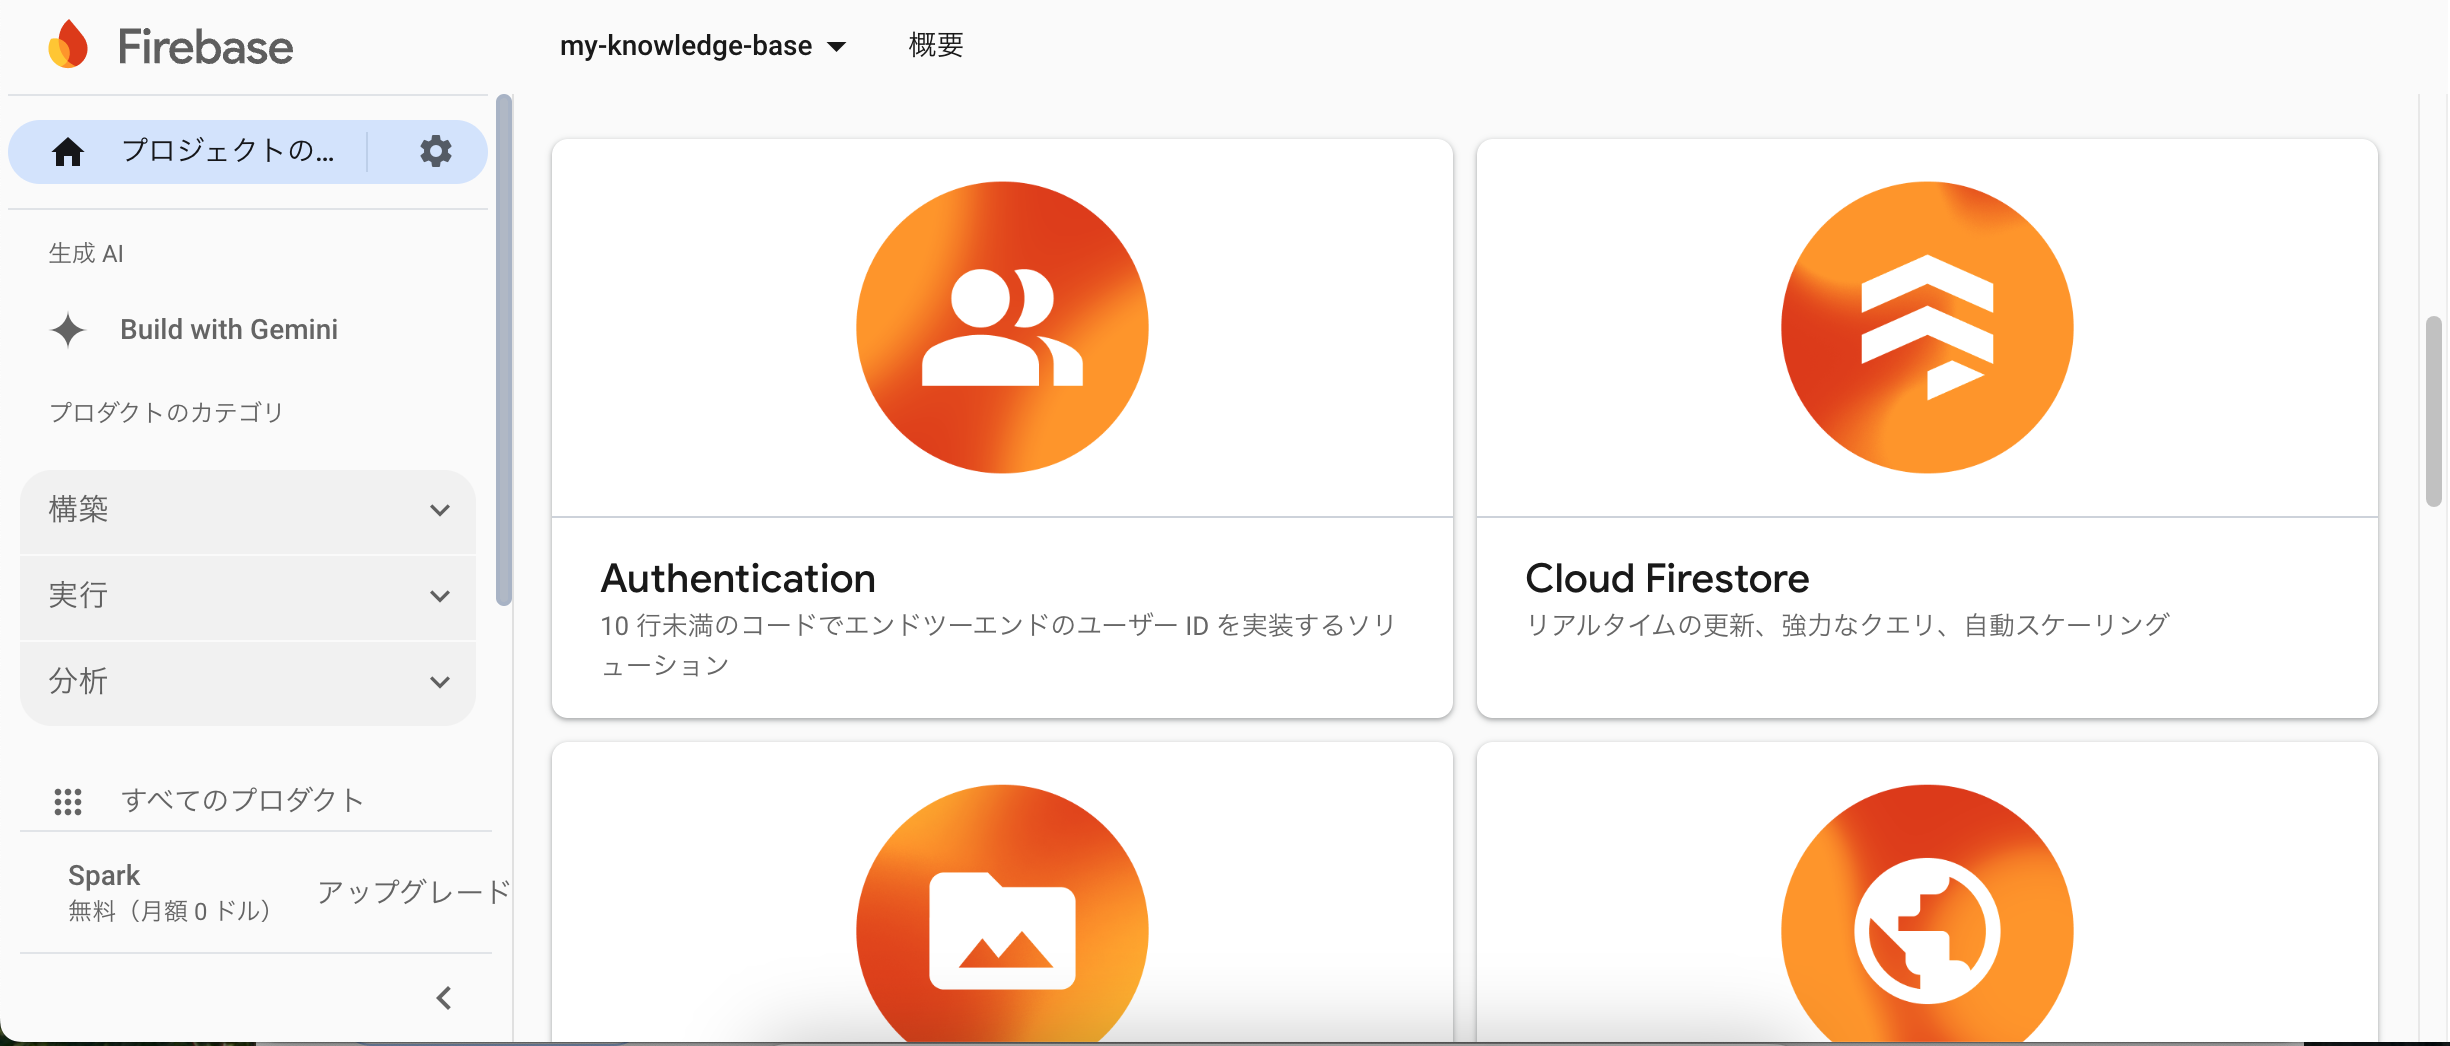 Firebase
my-knowledge-base
概要
プロジェクトの...
生成 AI
Build with Gemini
プロダクトのカテゴリ
構築
実行
分析
すべてのプロダクト
Spark
無料（月額 0 ドル）
アップグレード
Authentication
10 行未満のコードでエンドツーエンドのユーザー ID を実装するソリ
ューション
Cloud Firestore
リアルタイムの更新、強力なクエリ、自動スケーリング